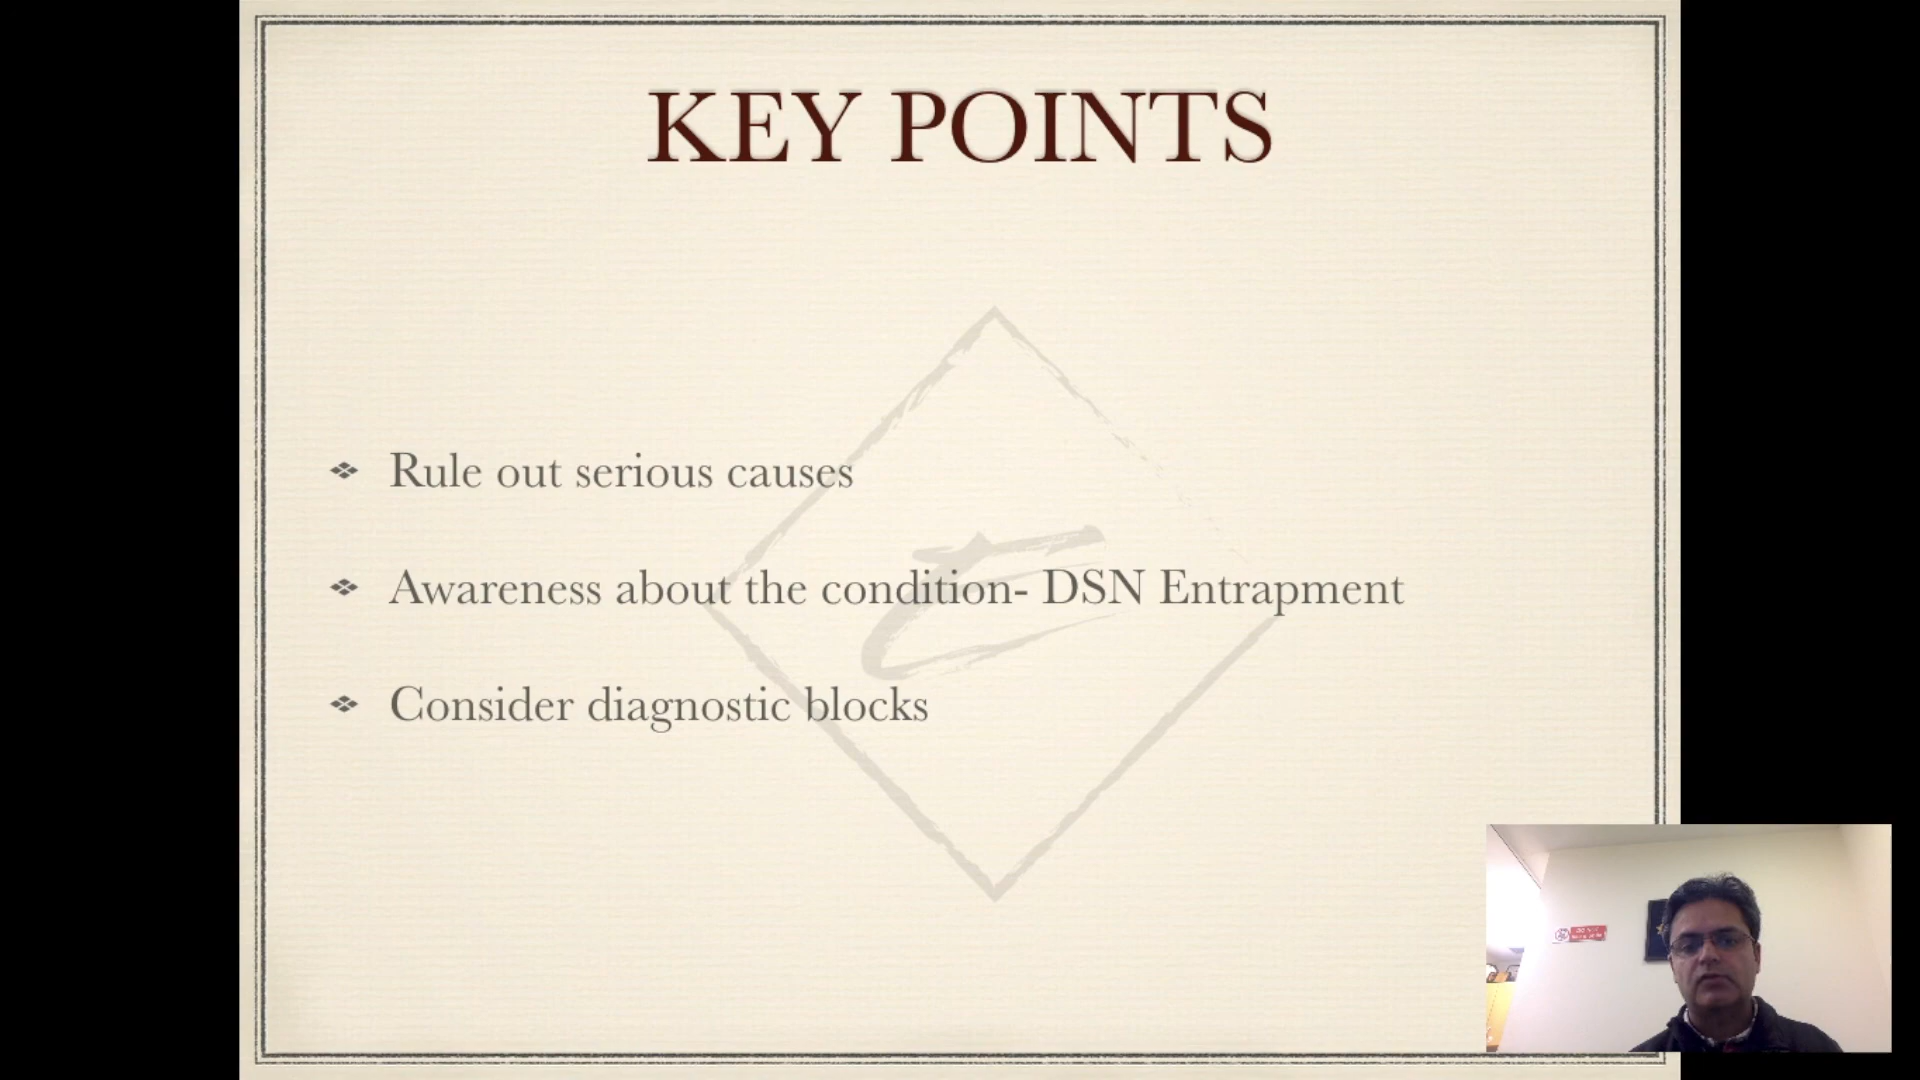 KEY POINTS
Rule out serious causes
Awareness about the condition- DSN Entrapment
Consider diagnostic blocks